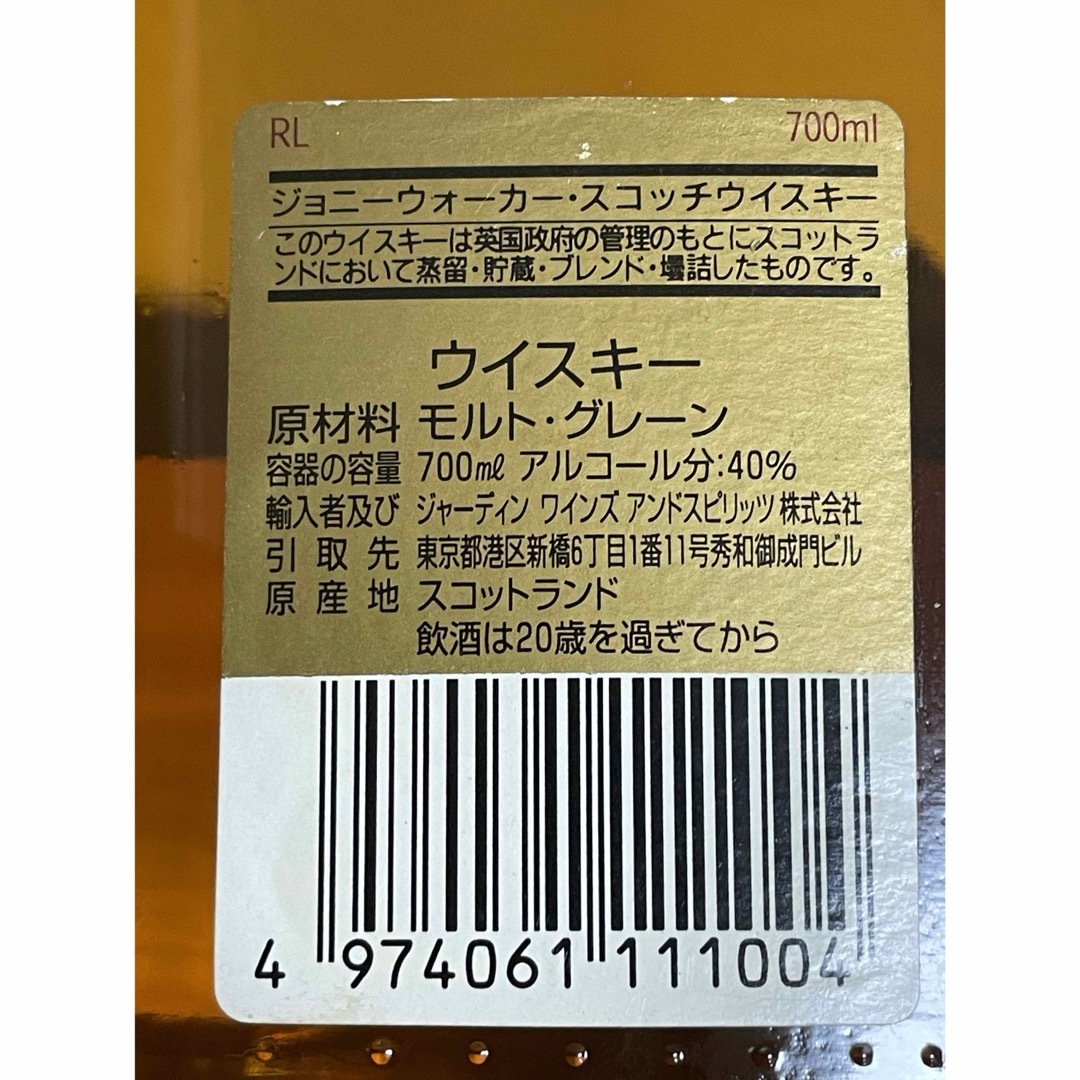 RL 700ml
ジョニーウォーカー・スコッチウイスキー
このウイスキーは英国政府の管理のもとにスコットラ
ンドにおいて蒸留・貯蔵・ブレンド・壜詰したものです。
ウイスキー
原材料 モルト・グレーン
容器の容量 700㎖ アルコール分:40%
輸入者及び ジャーディン ワインズ アンドスピリッツ株式会社
引取先 東京都港区新橋6丁目1番11号秀和御成門ビル
原産地 スコットランド
飲酒は20歳を過ぎてから
4 974061 111004